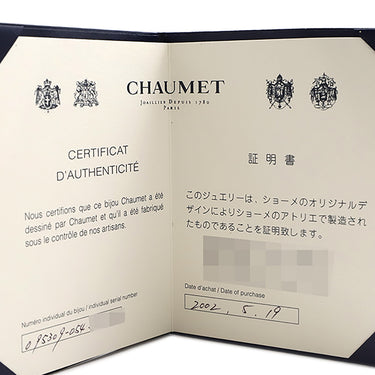 CHAUMET
JOAILLIER DEPUIS 1780
PARIS
CERTIFICAT
D'AUTHENTICITÉ
Nous certifions que ce bijou Chaumet a été
dessiné par Chaumet et qu'il a été fabriqué
sous le contrôle de nos artisans.
Numéro individuel du bijou / individual serial number
095309-054.
証明書
このジュエリーは、ショーメのオリジナルデ
ザインによりショーメのアトリエで製造され
たものであることを証明致します。
Date d'achat / Date of purchase
2002. 5. 19